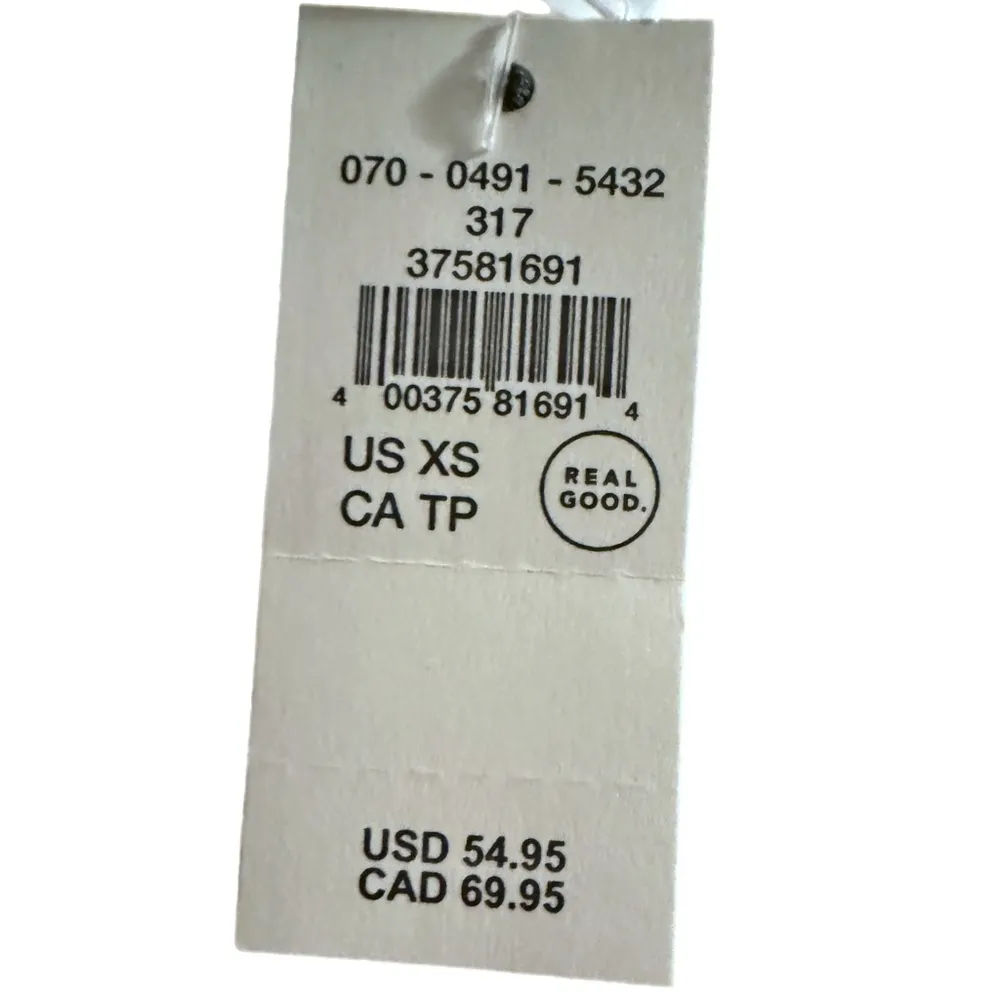 070 - 0491 - 5432
317
37581691
4 00375 81691 4
US XS
CA TP
REAL
GOOD.
USD 54.95
CAD 69.95